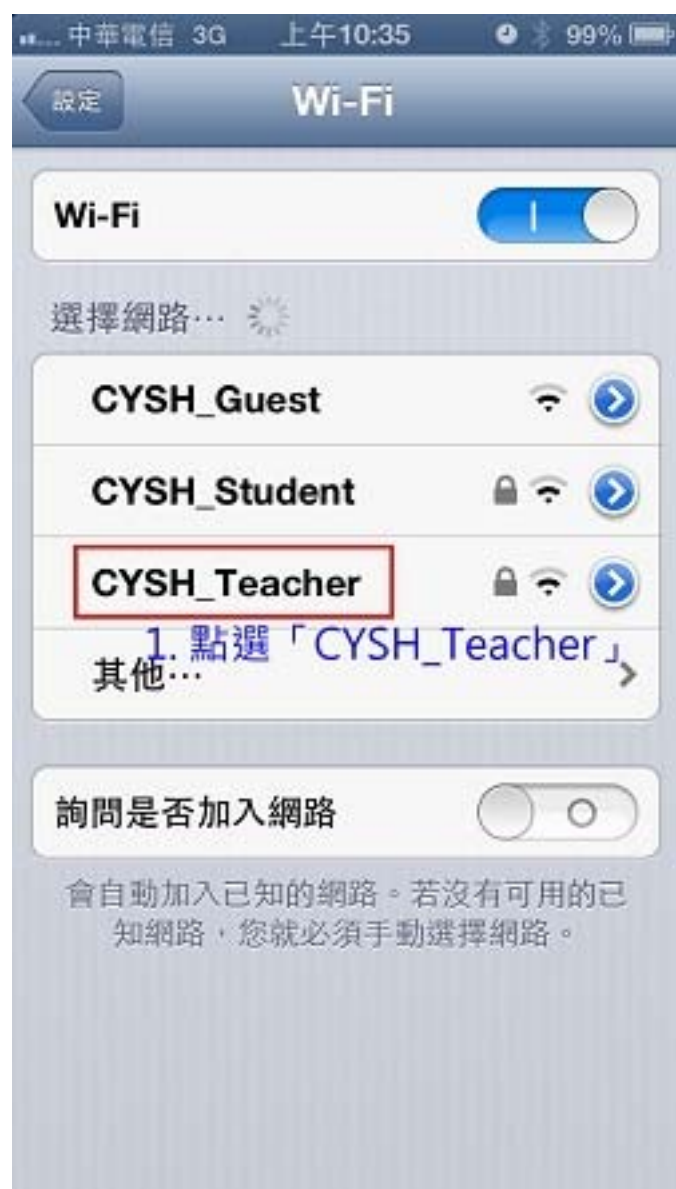 中華電信 3G 上午10:35 99%
設定 Wi-Fi
Wi-Fi
選擇網路…
CYSH_Guest
CYSH_Student
CYSH_Teacher
1. 點選「CYSH_Teacher」
其他…
詢問是否加入網路
會自動加入已知的網路。若沒有可用的已
知網路，您就必須手動選擇網路。